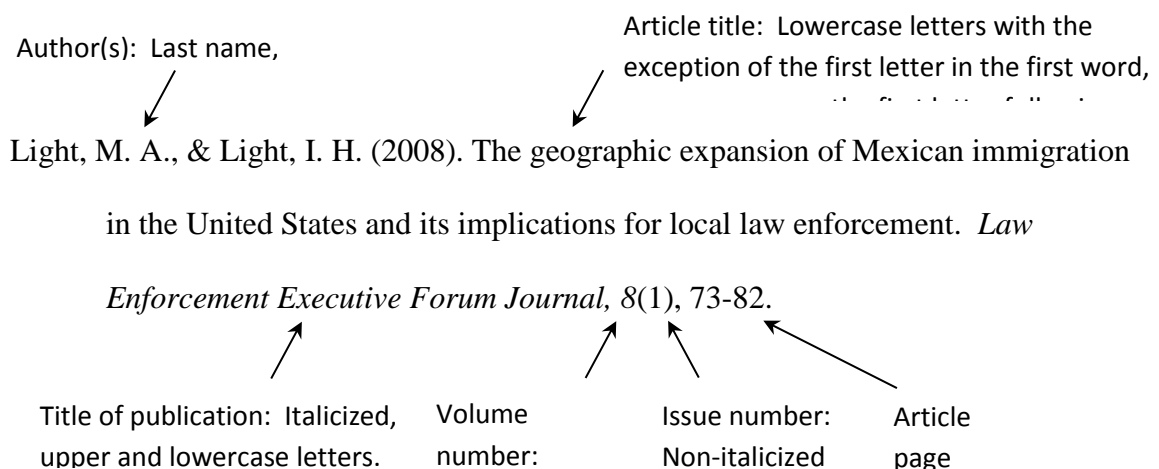 Author(s): Last name,
Article title: Lowercase letters with the
exception of the first letter in the first word,
Light, M. A., & Light, I. H. (2008). The geographic expansion of Mexican immigration
in the United States and its implications for local law enforcement. Law
Enforcement Executive Forum Journal, 8(1), 73-82.
Title of publication: Italicized,
upper and lowercase letters.
Volume
number:
Issue number:
Non-italicized
Article
page